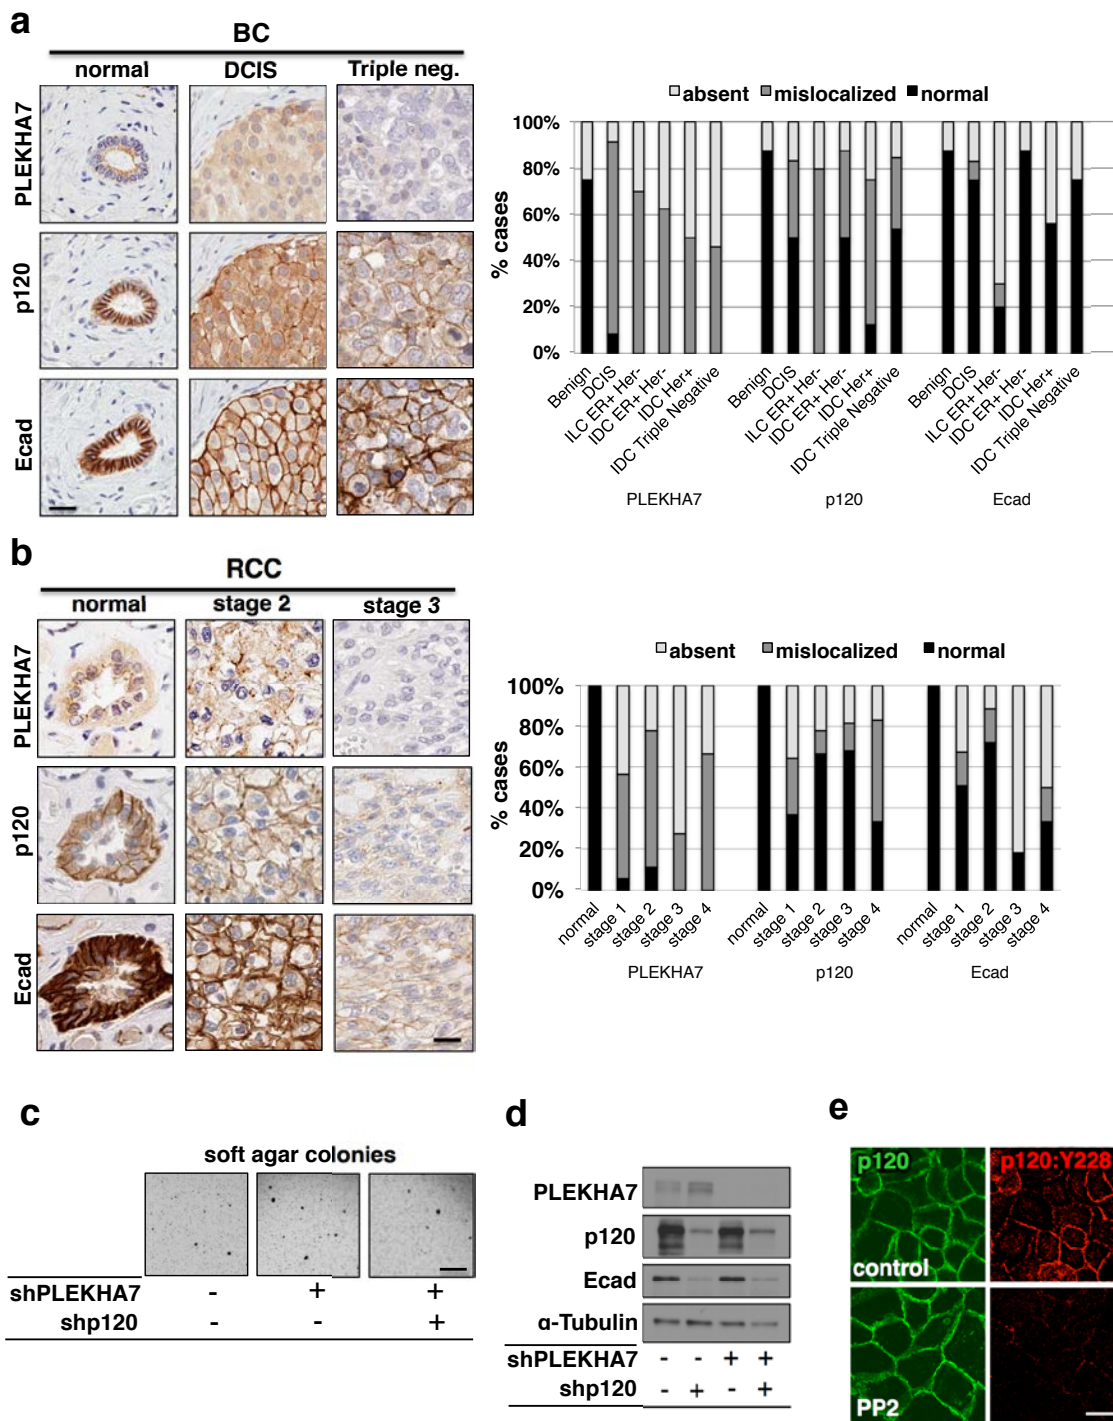 a
BC
normal DCIS Triple neg.
PLEKHA7
p120
Ecad
absent mislocalized normal
100%
80%
60%
40%
20%
0%
% cases
Benign
DCIS
ILC ER+ Her-
IDC ER+ Her-
IDC Her+
IDC Triple Negative
Benign
DCIS
ILC ER+ Her-
IDC ER+ Her-
IDC Her+
IDC Triple Negative
Benign
DCIS
ILC ER+ Her-
IDC ER+ Her-
IDC Her+
IDC Triple Negative
PLEKHA7 p120 Ecad
b
RCC
normal stage 2 stage 3
PLEKHA7
p120
Ecad
absent mislocalized normal
100%
80%
60%
40%
20%
0%
% cases
normal
stage 1
stage 2
stage 3
stage 4
normal
stage 1
stage 2
stage 3
stage 4
normal
stage 1
stage 2
stage 3
stage 4
PLEKHA7 p120 Ecad
c
soft agar colonies
shPLEKHA7 - + +
shp120 - - +
d
PLEKHA7
p120
Ecad
α-Tubulin
shPLEKHA7 - - + +
shp120 - + - +
e
p120 p120:Y228
control
PP2